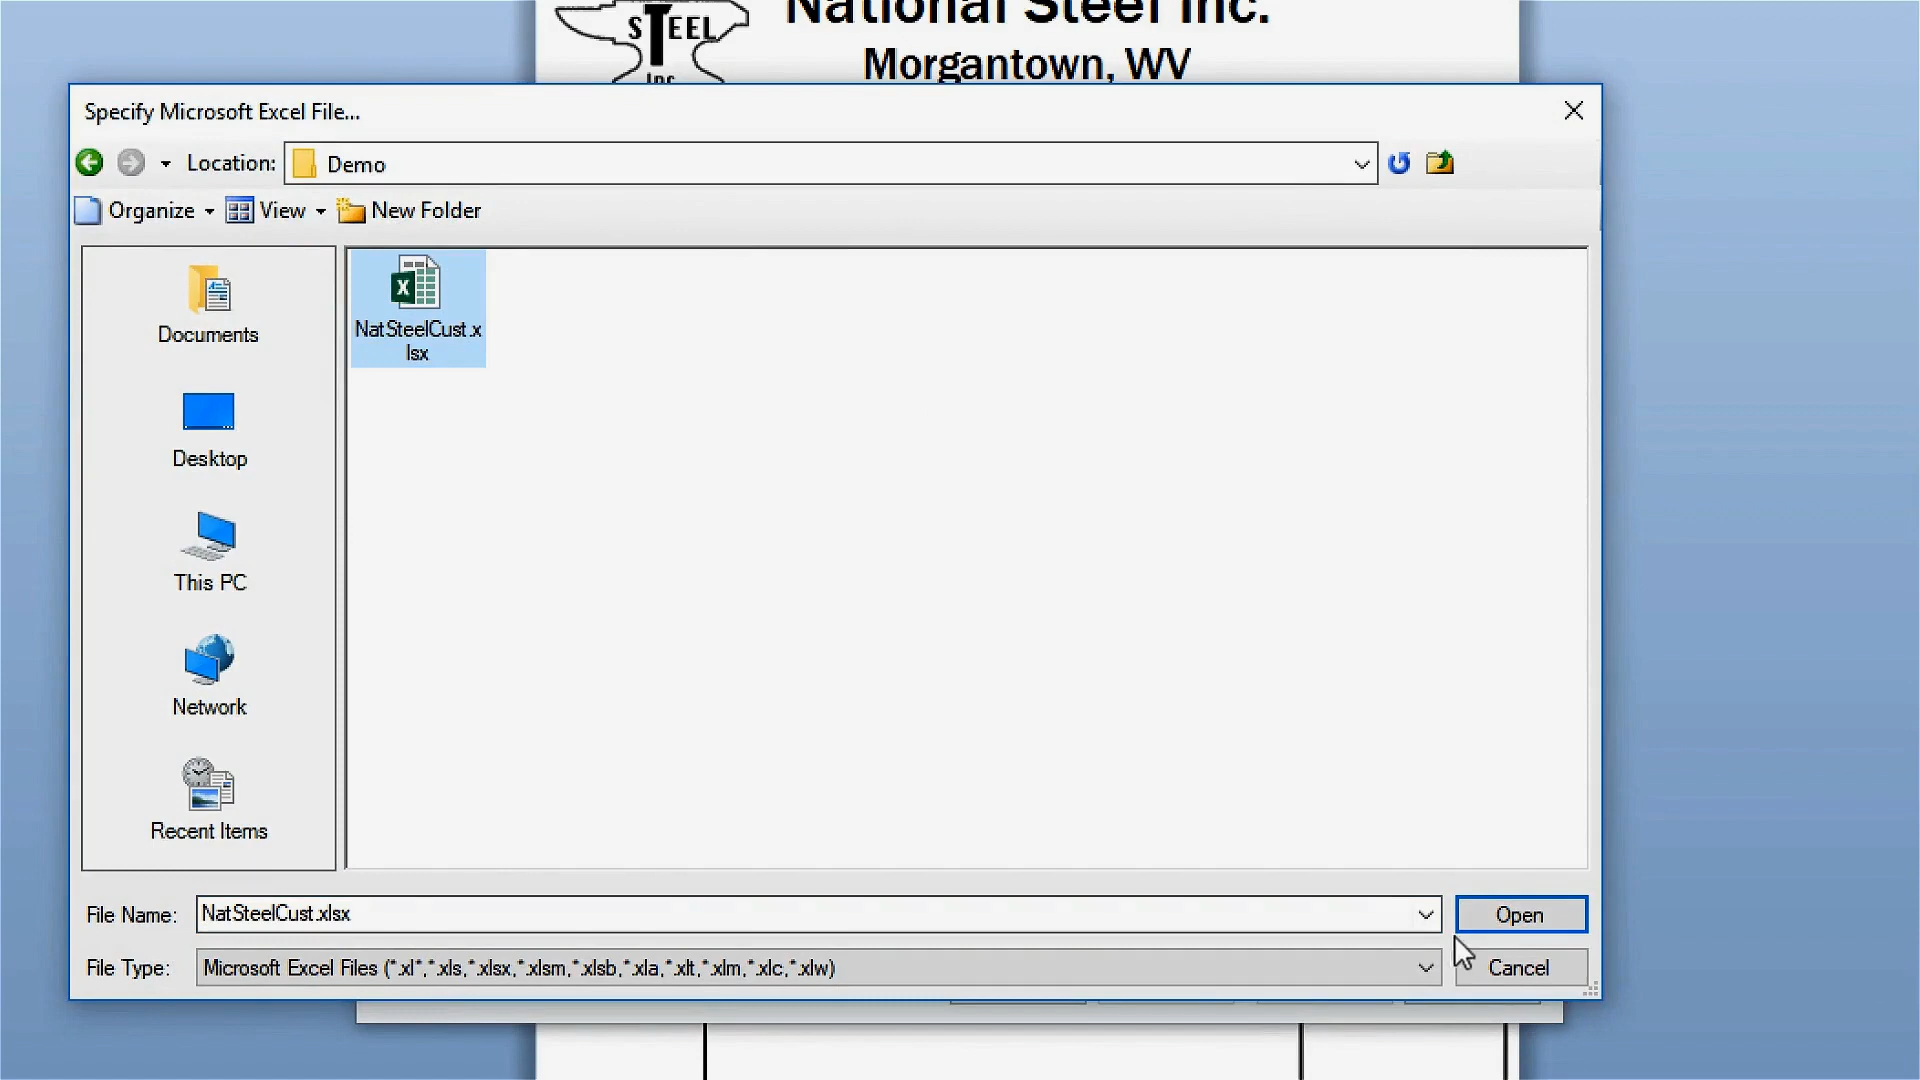 National Steel Inc.
STEEL
Inc
Morgantown, WV
Specify Microsoft Excel File...
Location: Demo
Organize View New Folder
NatSteelCust.x
lsx
Documents
Desktop
This PC
Network
Recent Items
File Name: NatSteelCust.xlsx Open
File Type: Microsoft Excel Files (*.xl*,*.xls,*.xlsx,*.xlsm,*.xlsb,*.xla,*.xlt,*.xlm,*.xlc,*.xlw) Cancel